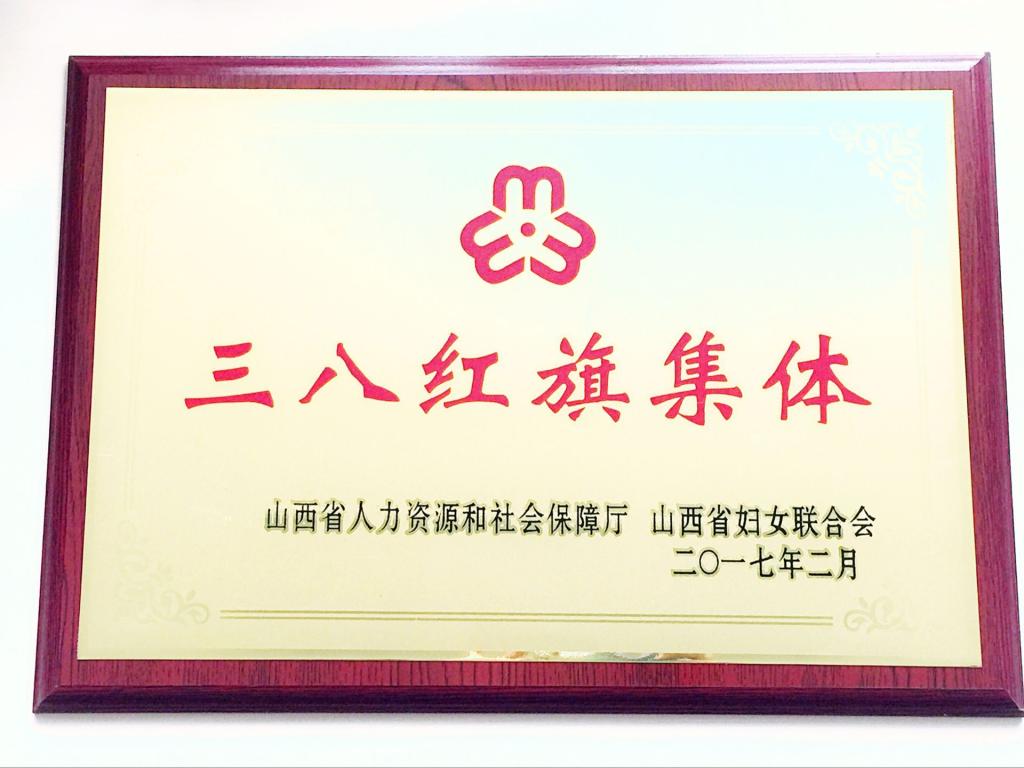 三八红旗集体
山西省人力资源和社会保障厅 山西省妇女联合会
二〇一七年二月